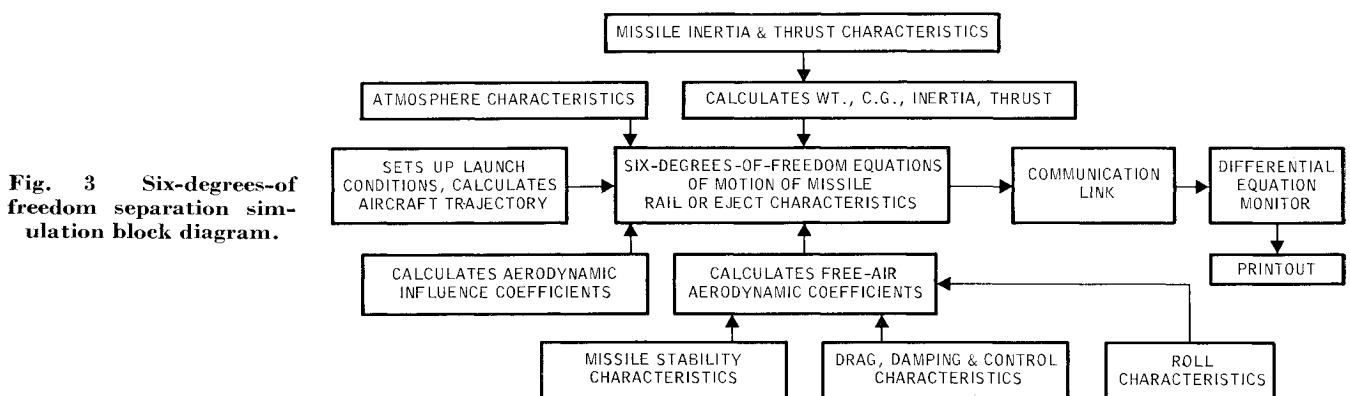 MISSILE INERTIA & THRUST CHARACTERISTICS
ATMOSPHERE CHARACTERISTICS
CALCULATES WT., C.G., INERTIA, THRUST
SETS UP LAUNCH
CONDITIONS, CALCULATES
AIRCRAFT TRAJECTORY
SIX-DEGREES-OF-FREEDOM EQUATIONS
OF MOTION OF MISSILE
RAIL OR EJECT CHARACTERISTICS
COMMUNICATION
LINK
DIFFERENTIAL
EQUATION
MONITOR
Fig. 3 Six-degrees-of
freedom separation sim-
ulation block diagram.
CALCULATES AERODYNAMIC
INFLUENCE COEFFICIENTS
CALCULATES FREE-AIR
AERODYNAMIC COEFFICIENTS
PRINTOUT
MISSILE STABILITY
CHARACTERISTICS
DRAG, DAMPING & CONTROL
CHARACTERISTICS
ROLL
CHARACTERISTICS